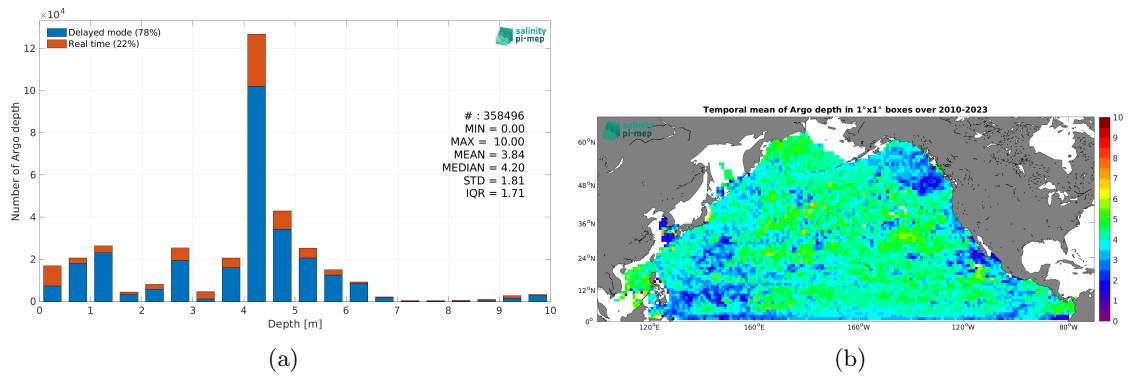 ×10⁴
Delayed mode (78%)
Real time (22%)
salinity
pi-mep
# : 358496
MIN = 0.00
MAX = 10.00
MEAN = 3.84
MEDIAN = 4.20
STD = 1.81
IQR = 1.71
Number of Argo depth
12
10
8
6
4
2
0
0 1 2 3 4 5 6 7 8 9 10
Depth [m]
(a)
Temporal mean of Argo depth in 1°x1° boxes over 2010-2023
salinity
pi-mep
60°N
48°N
36°N
24°N
12°N
0°
120°E 160°E 160°W 120°W 80°W
10
9
8
7
6
5
4
3
2
1
0
(b)